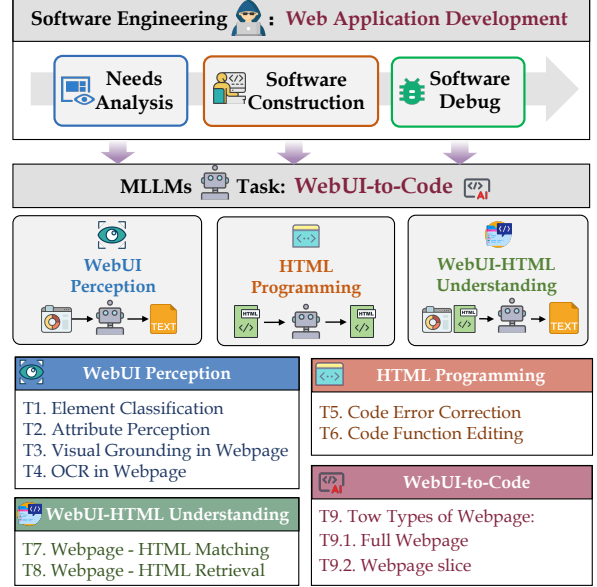 Software Engineering : Web Application Development
Needs
Analysis
Software
Construction
Software
Debug
MLLMs Task: WebUI-to-Code
AI
WebUI
Perception
TEXT
HTML
Programming
HTML
HTML
WebUI-HTML
Understanding
HTML
TEXT
WebUI Perception
T1. Element Classification
T2. Attribute Perception
T3. Visual Grounding in Webpage
T4. OCR in Webpage
HTML Programming
T5. Code Error Correction
T6. Code Function Editing
WebUI-HTML Understanding
T7. Webpage - HTML Matching
T8. Webpage - HTML Retrieval
AI
WebUI-to-Code
T9. Tow Types of Webpage:
T9.1. Full Webpage
T9.2. Webpage slice